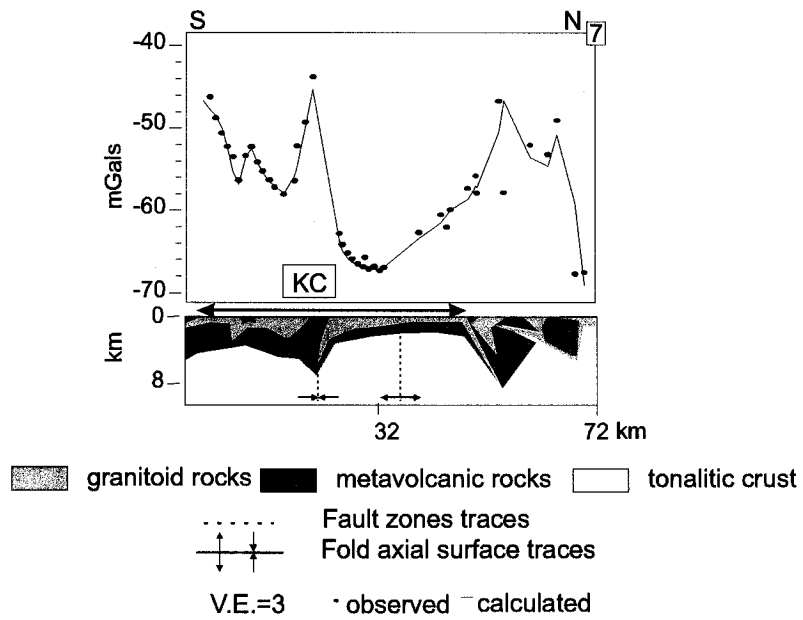 S N 7
-40
-50
mGals
-60
-70
KC
0
km
8
32 72 km
granitoid rocks metavolcanic rocks tonalitic crust
Fault zones traces
Fold axial surface traces
V.E.=3 observed calculated